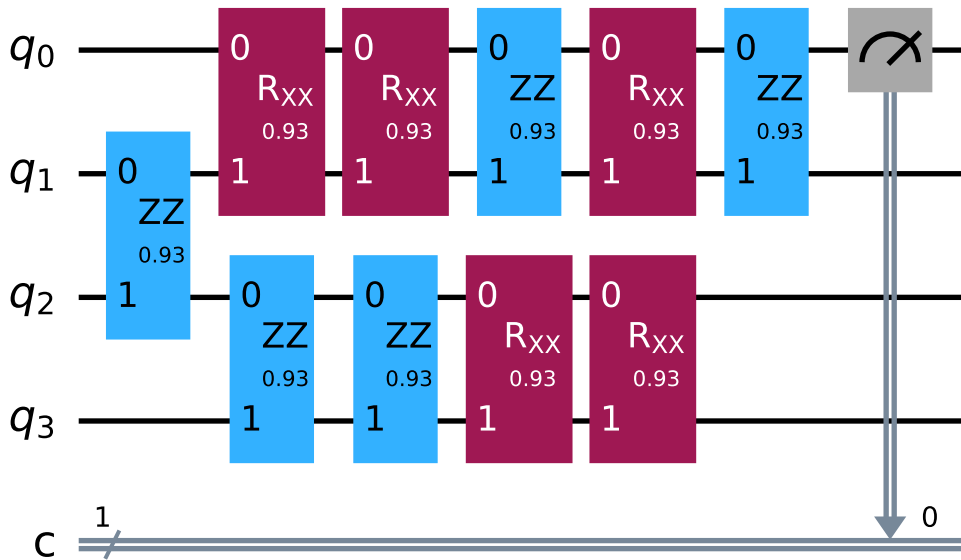 q0 0 0 0 0 0
RXX RXX ZZ RXX ZZ
0.93 0.93 0.93 0.93 0.93
q1 0 1 1 1 1 1
ZZ
0.93
q2 1 0 0 0 0
ZZ ZZ RXX RXX
0.93 0.93 0.93 0.93
q3 1 1 1 1
1 0
c